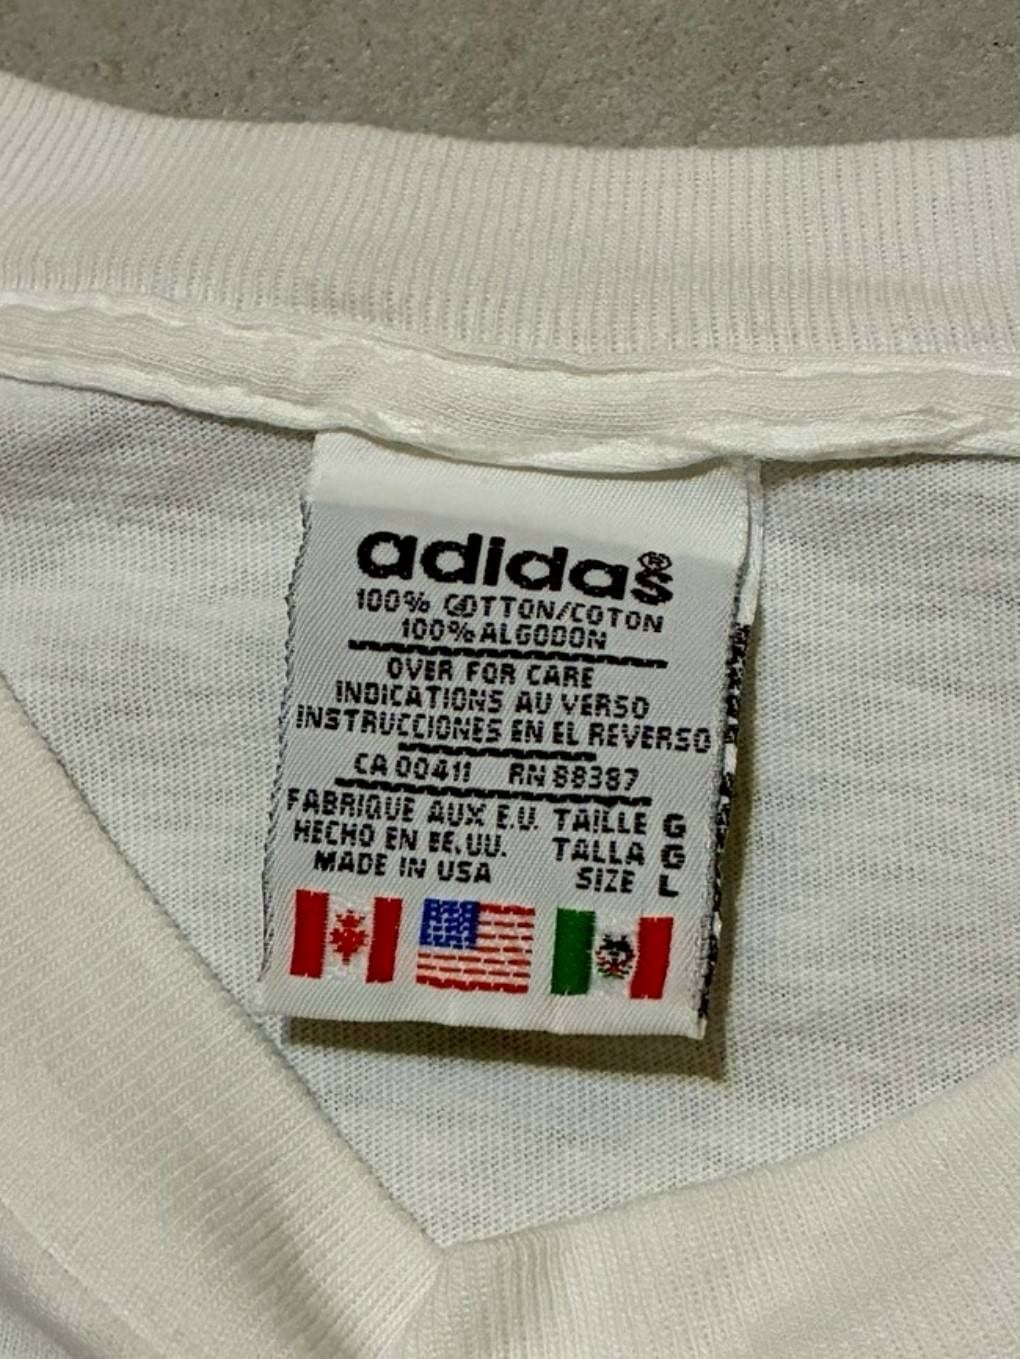 adidas®
100% COTTON/COTON
100% ALGODON
OVER FOR CARE
INDICATIONS AU VERSO
INSTRUCCIONES EN EL REVERSO
CA 00411 RN 88387
FABRIQUE AUX E.U. TAILLE G
HECHO EN EE.UU. TALLA G
MADE IN USA SIZE L